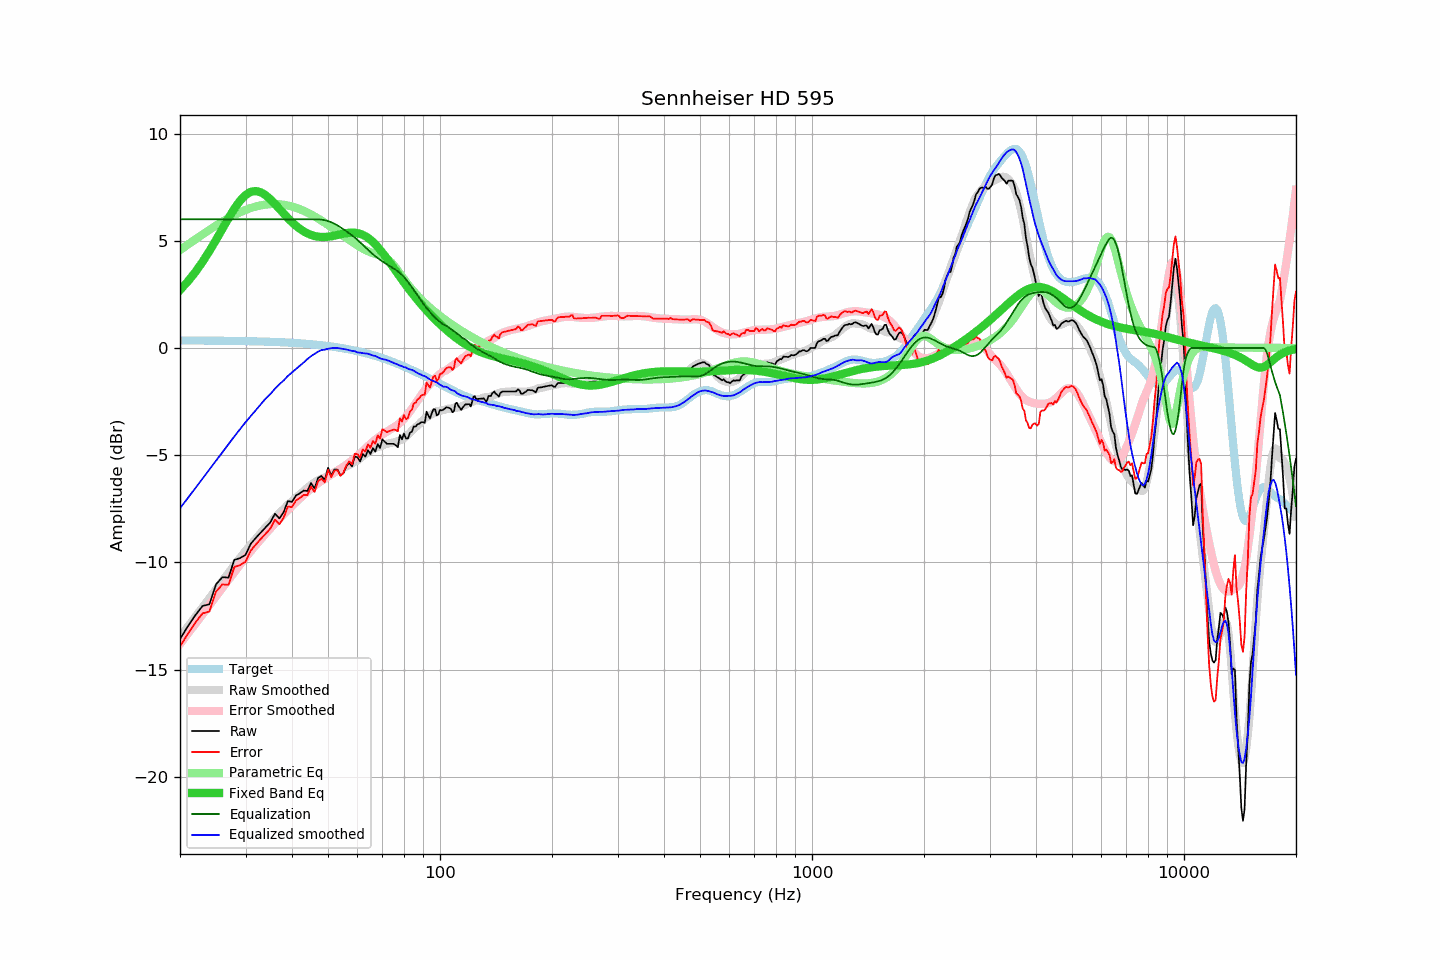 Sennheiser HD 595
10
5
0
−5
−10
−15
−20
Amplitude (dBr)
Target
Raw Smoothed
Error Smoothed
Raw
Error
Parametric Eq
Fixed Band Eq
Equalization
Equalized smoothed
100 1000 10000
Frequency (Hz)